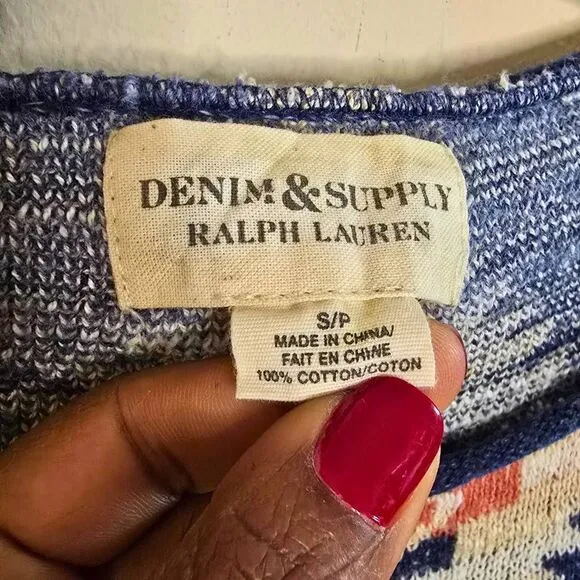 DENIM & SUPPLY
RALPH LAUREN
S/P
MADE IN CHINA/
FAIT EN CHINE
100% COTTON/COTON